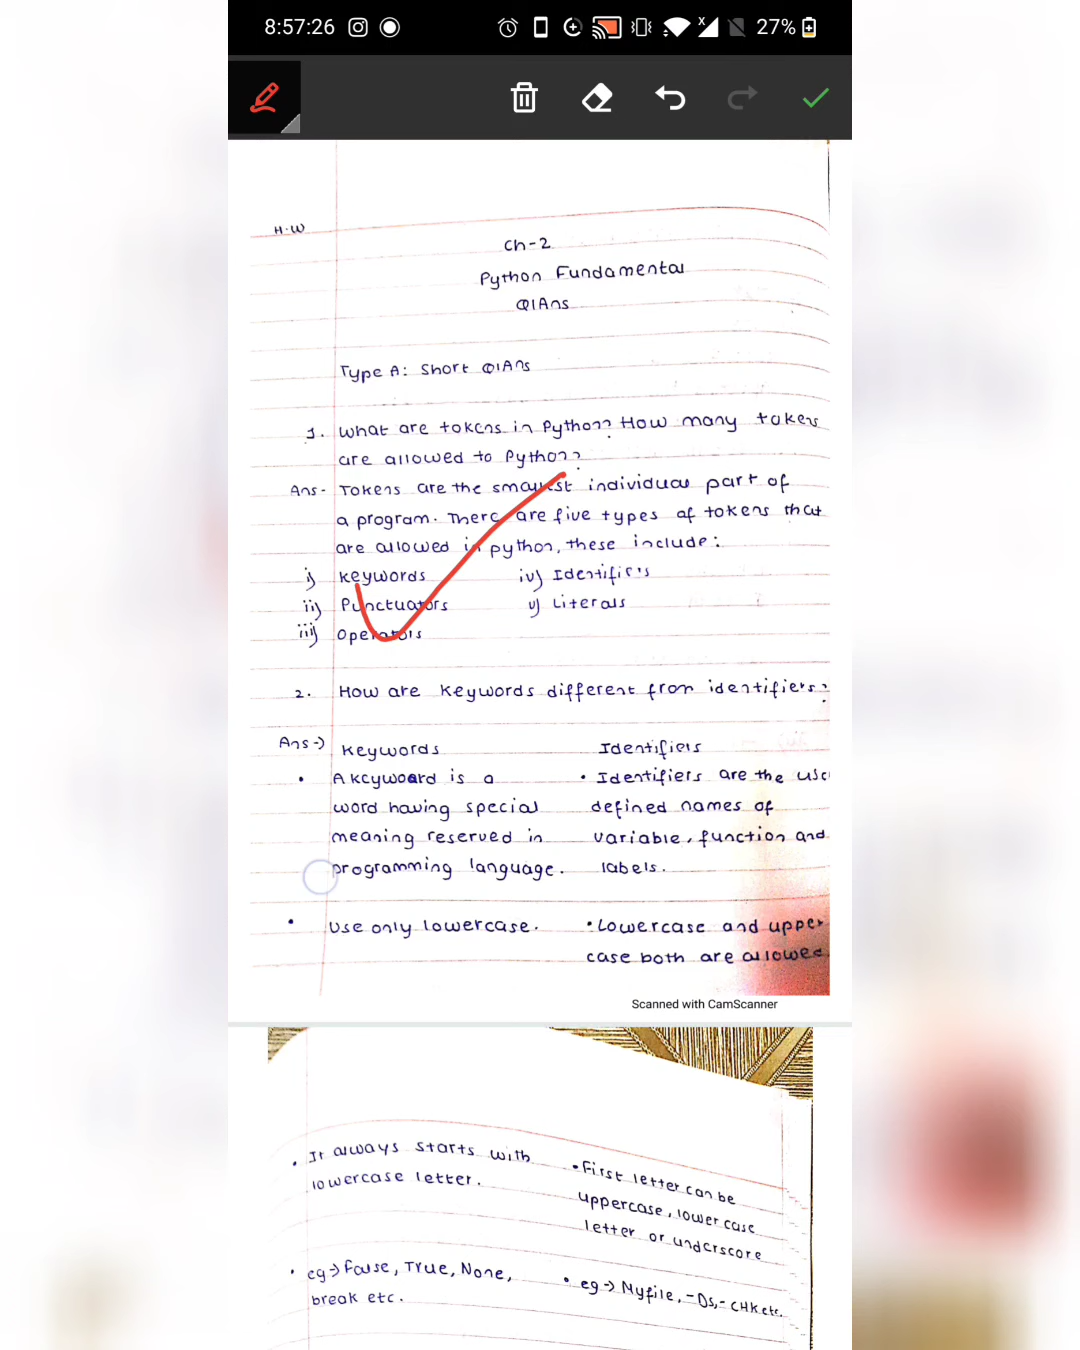 8:57:26
27%
H.W
Ch-2
Python Fundamental
Q/Ans
Type A: Short Q/Ans
1. What are tokens in Python? How many tokens
are allowed to Python?
Ans- Tokens are the smallest individual part of
a program. There are five types of tokens that
are allowed in python, these include:
i) Keywords iv) Identifiers
ii) Punctuators v) Literals
iii) Operators
2. How are keywords different from identifiers?
Ans-> Keywords Identifiers
• A keyword is a • Identifiers are the use
word having special defined names of
meaning reserved in variable, function and
programming language. labels.
• Use only lowercase. • Lowercase and upper
case both are allowed
Scanned with CamScanner
• It always starts with • First letter can be
lowercase letter. uppercase, lower case
letter or underscore
• eg-> False, True, None, • eg-> Myfile, -Ds, - CHK etc.
break etc.